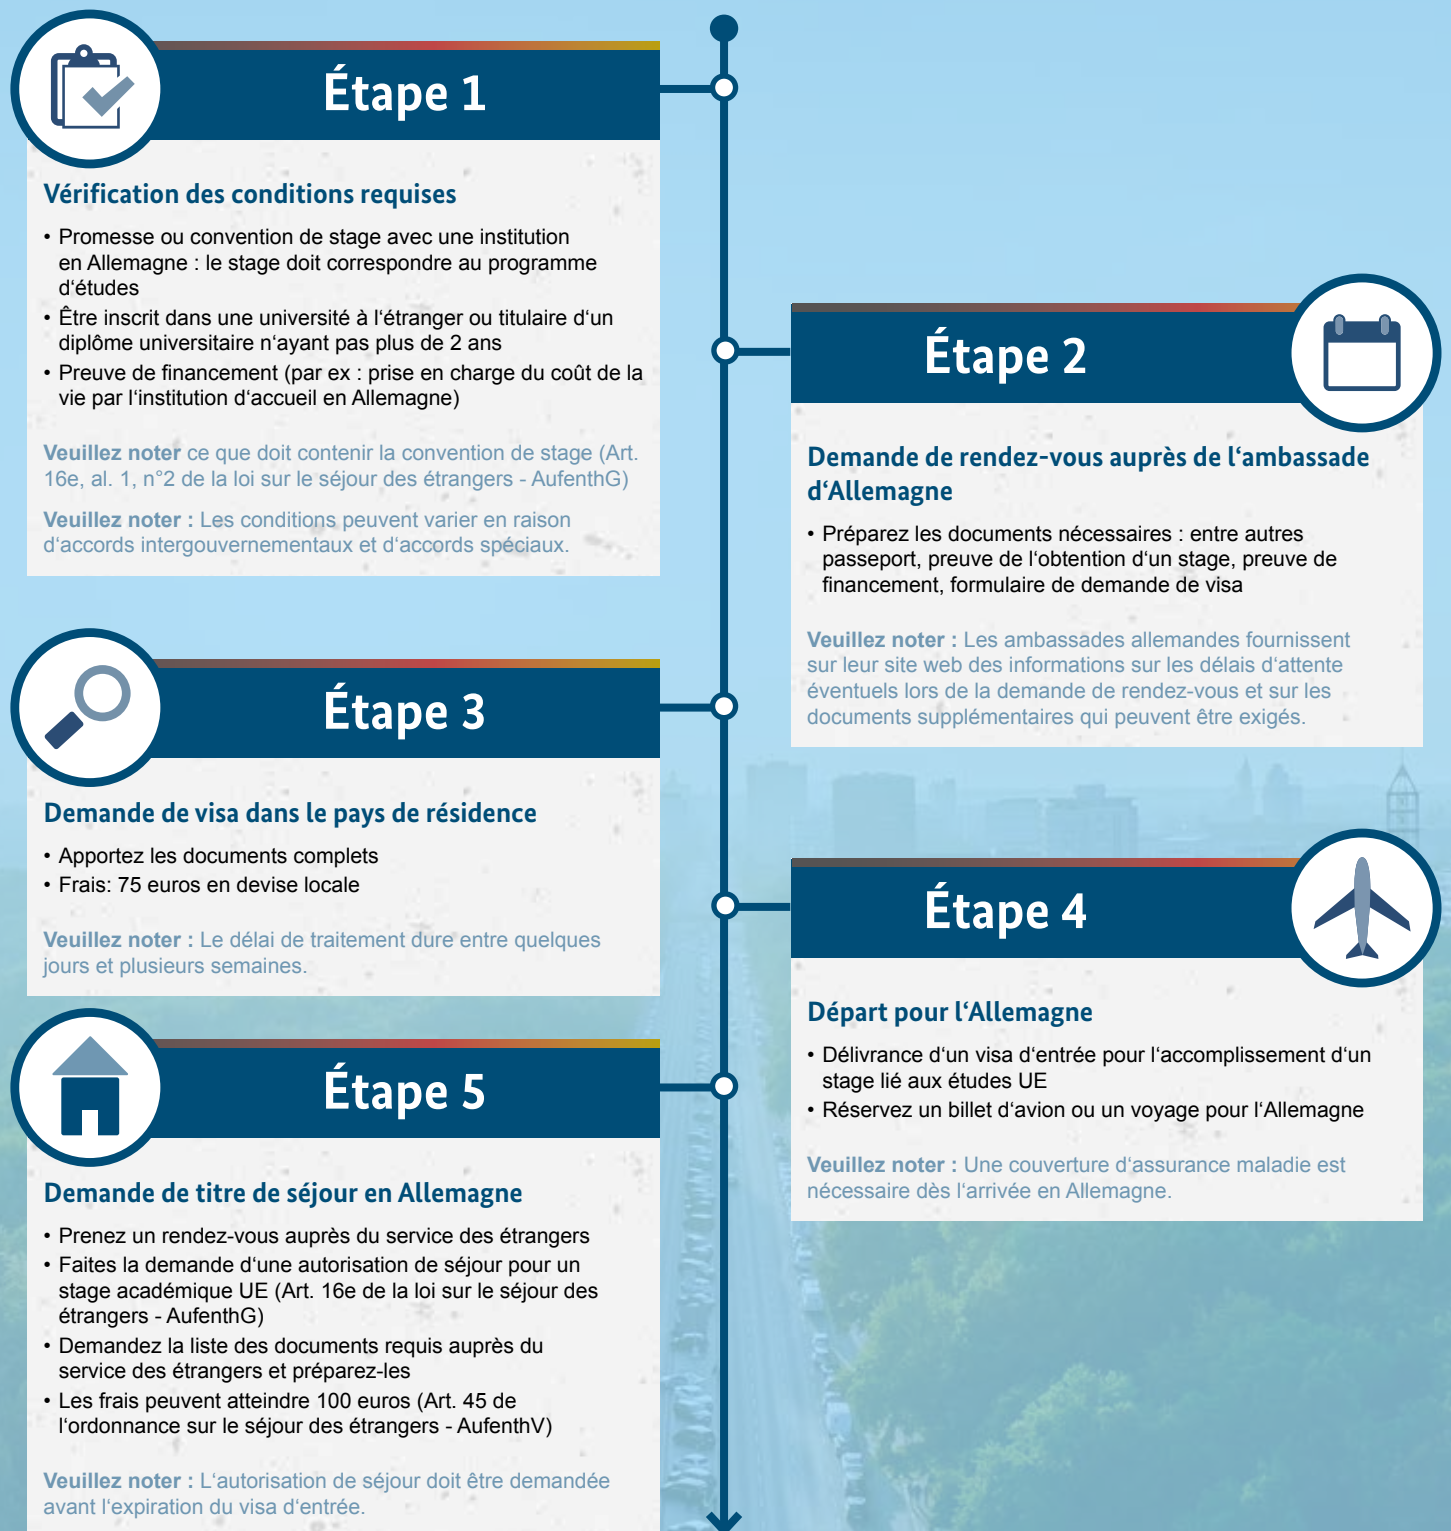 Étape 1
Vérification des conditions requises
• Promesse ou convention de stage avec une institution
en Allemagne : le stage doit correspondre au programme
d‘études
• Être inscrit dans une université à l‘étranger ou titulaire d‘un
diplôme universitaire n‘ayant pas plus de 2 ans
• Preuve de financement (par ex : prise en charge du coût de la
vie par l‘institution d‘accueil en Allemagne)
Veuillez noter ce que doit contenir la convention de stage (Art.
16e, al. 1, n°2 de la loi sur le séjour des étrangers - AufenthG)
Veuillez noter : Les conditions peuvent varier en raison
d‘accords intergouvernementaux et d‘accords spéciaux.
Étape 2
Demande de rendez-vous auprès de l‘ambassade
d‘Allemagne
• Préparez les documents nécessaires : entre autres
passeport, preuve de l‘obtention d‘un stage, preuve de
financement, formulaire de demande de visa
Veuillez noter : Les ambassades allemandes fournissent
sur leur site web des informations sur les délais d‘attente
éventuels lors de la demande de rendez-vous et sur les
documents supplémentaires qui peuvent être exigés.
Étape 3
Demande de visa dans le pays de résidence
• Apportez les documents complets
• Frais: 75 euros en devise locale
Veuillez noter : Le délai de traitement dure entre quelques
jours et plusieurs semaines.
Étape 4
Départ pour l‘Allemagne
• Délivrance d‘un visa d‘entrée pour l‘accomplissement d‘un
stage lié aux études UE
• Réservez un billet d‘avion ou un voyage pour l‘Allemagne
Veuillez noter : Une couverture d‘assurance maladie est
nécessaire dès l‘arrivée en Allemagne.
Étape 5
Demande de titre de séjour en Allemagne
• Prenez un rendez-vous auprès du service des étrangers
• Faites la demande d‘une autorisation de séjour pour un
stage académique UE (Art. 16e de la loi sur le séjour des
étrangers - AufenthG)
• Demandez la liste des documents requis auprès du
service des étrangers et préparez-les
• Les frais peuvent atteindre 100 euros (Art. 45 de
l‘ordonnance sur le séjour des étrangers - AufenthV)
Veuillez noter : L‘autorisation de séjour doit être demandée
avant l‘expiration du visa d‘entrée.